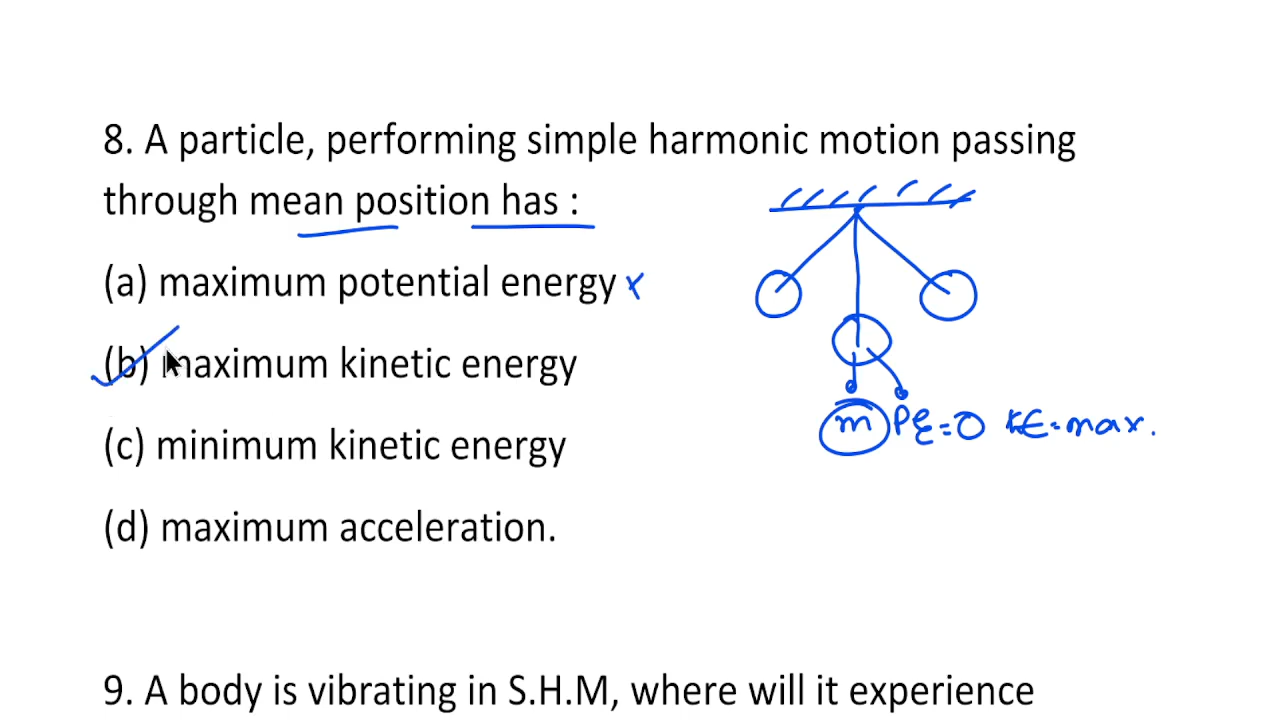 8. A particle, performing simple harmonic motion passing
through mean position has :
(a) maximum potential energy x
(b) maximum kinetic energy
m PE=0 KE=max.
(c) minimum kinetic energy
(d) maximum acceleration.
9. A body is vibrating in S.H.M, where will it experience